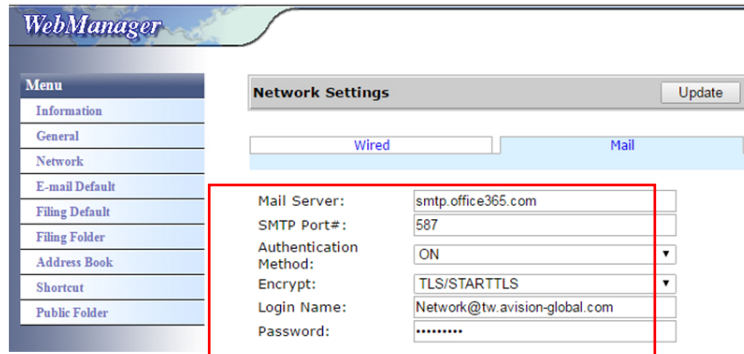 WebManager
Menu
Information
General
Network
E-mail Default
Filing Default
Filing Folder
Address Book
Shortcut
Public Folder
Network Settings
Update
Wired
Mail
Mail Server: smtp.office365.com
SMTP Port#: 587
Authentication
Method: ON
Encrypt: TLS/STARTTLS
Login Name: Network@tw.avision-global.com
Password: •••••••••